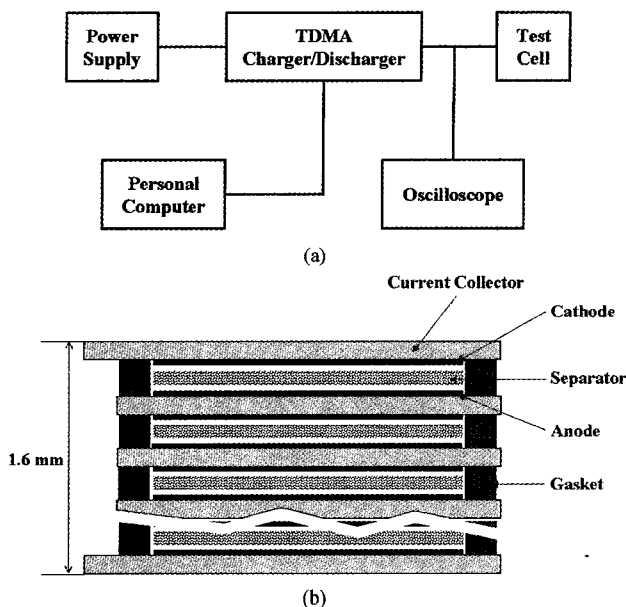 Power
Supply
TDMA
Charger/Discharger
Test
Cell
Personal
Computer
Oscilloscope
(a)
Current Collector
Cathode
Separator
Anode
1.6 mm
Gasket
(b)